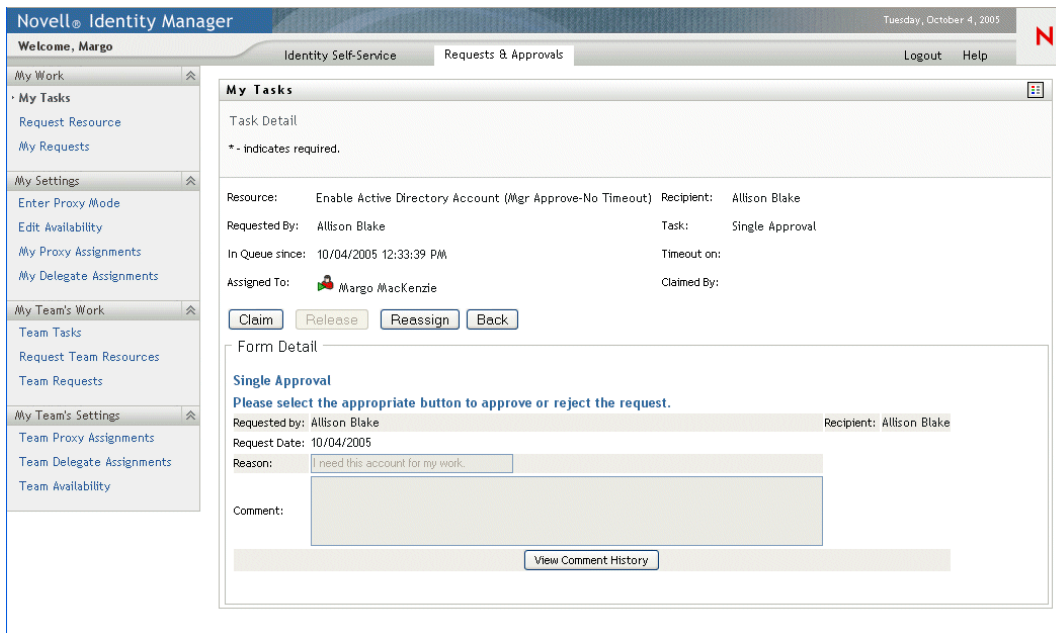 Novell® Identity Manager
Tuesday, October 4, 2005
N
Welcome, Margo
Identity Self-Service
Requests & Approvals
Logout
Help
My Work
My Tasks
Request Resource
My Requests
My Settings
Enter Proxy Mode
Edit Availability
My Proxy Assignments
My Delegate Assignments
My Team's Work
Team Tasks
Request Team Resources
Team Requests
My Team's Settings
Team Proxy Assignments
Team Delegate Assignments
Team Availability
My Tasks
Task Detail
* - indicates required.
Resource: Enable Active Directory Account (Mgr Approve-No Timeout) Recipient: Allison Blake
Requested By: Allison Blake Task: Single Approval
In Queue since: 10/04/2005 12:33:39 PM Timeout on:
Assigned To: Margo MacKenzie Claimed By:
Claim Release Reassign Back
Form Detail
Single Approval
Please select the appropriate button to approve or reject the request.
Requested by: Allison Blake Recipient: Allison Blake
Request Date: 10/04/2005
Reason: I need this account for my work.
Comment:
View Comment History